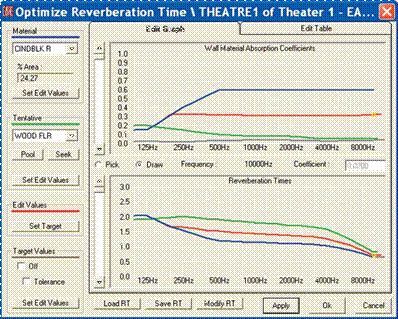 Optimize Reverberation Time \ THEATRE1 of Theater 1 - EA...
Material
CINDBLK R
% Area :
24.27
Set Edit Values
Tentative
WOOD FLR
Pool
Seek
Set Edit Values
Edit Values
Set Target
Target Values
Off
Tolerance
Set Edit Values
Edit Graph
Edit Table
Wall Material Absorption Coefficients
1.0
0.9
0.8
0.7
0.6
0.5
0.4
0.3
0.2
0.1
0.0
125Hz 250Hz 500Hz 1000Hz 2000Hz 4000Hz 8000Hz
Pick Draw Frequency : 10000Hz Coefficient :
Reverberation Times
3.0
2.5
2.0
1.5
1.0
0.5
0.0
125Hz 250Hz 500Hz 1000Hz 2000Hz 4000Hz 8000Hz
Load RT
Save RT
Modify RT
Apply
Ok
Cancel